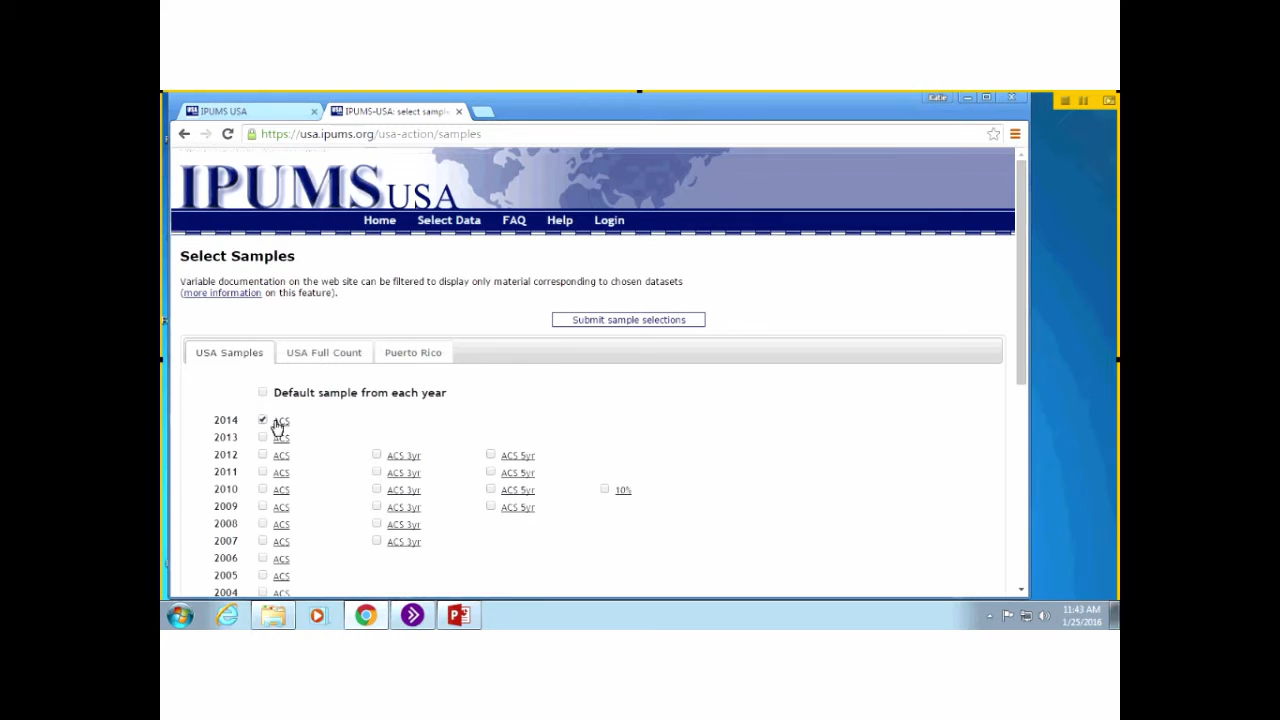 IPUMS USA
IPUMS-USA: select sampl
https://usa.ipums.org/usa-action/samples
IPUMS USA
Home Select Data FAQ Help Login
Select Samples
Variable documentation on the web site can be filtered to display only material corresponding to chosen datasets
(more information on this feature).
Submit sample selections
USA Samples USA Full Count Puerto Rico
Default sample from each year
2014 ACS
2013 ACS
2012 ACS ACS 3yr ACS 5yr
2011 ACS ACS 3yr ACS 5yr
2010 ACS ACS 3yr ACS 5yr 10%
2009 ACS ACS 3yr ACS 5yr
2008 ACS ACS 3yr
2007 ACS ACS 3yr
2006 ACS
2005 ACS
2004 ACS
11:43 AM
1/25/2016